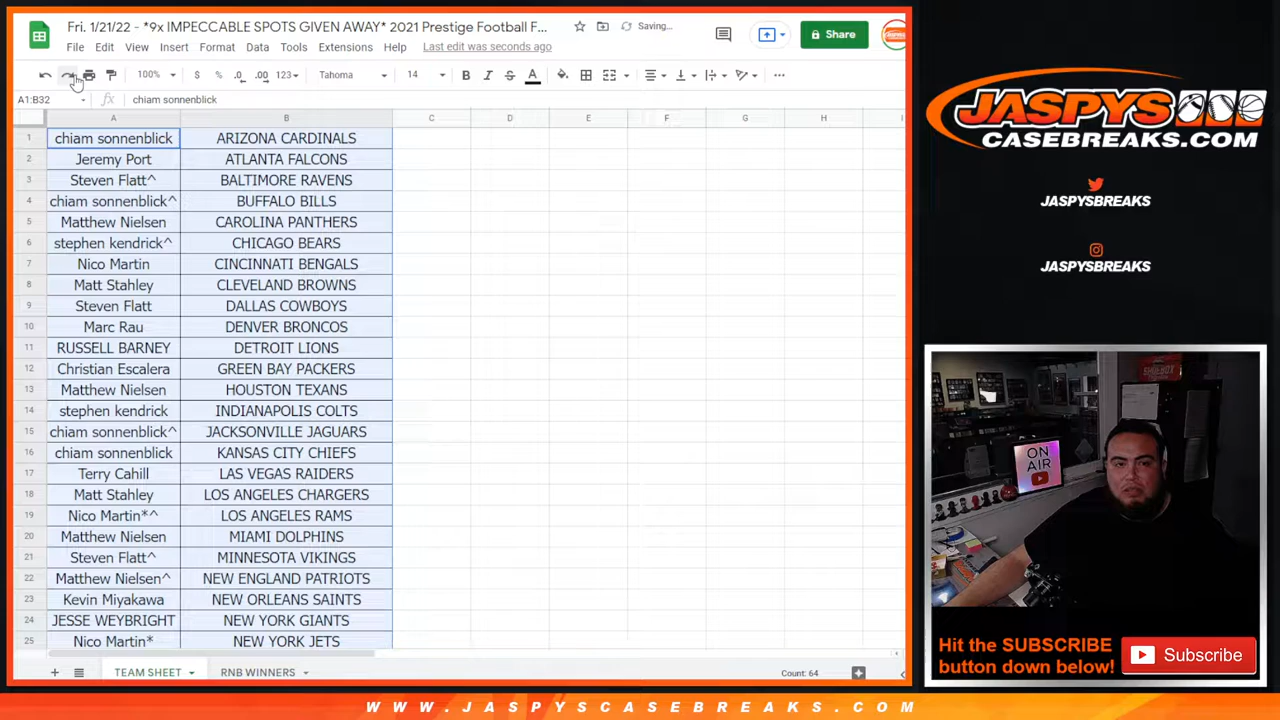 Fri. 1/21/22 - *9x IMPECCABLE SPOTS GIVEN AWAY* 2021 Prestige Football F... Saving...
File Edit View Insert Format Data Tools Extensions Help Last edit was seconds ago
Share
100% $ % .0 .00 123 Tahoma 14 B I S A
A1:B32 fx chiam sonnenblick
A B C D E F G H I
1 chiam sonnenblick ARIZONA CARDINALS
2 Jeremy Port ATLANTA FALCONS
3 Steven Flatt^ BALTIMORE RAVENS
4 chiam sonnenblick^ BUFFALO BILLS
5 Matthew Nielsen CAROLINA PANTHERS
6 stephen kendrick^ CHICAGO BEARS
7 Nico Martin CINCINNATI BENGALS
8 Matt Stahley CLEVELAND BROWNS
9 Steven Flatt DALLAS COWBOYS
10 Marc Rau DENVER BRONCOS
11 RUSSELL BARNEY DETROIT LIONS
12 Christian Escalera GREEN BAY PACKERS
13 Matthew Nielsen HOUSTON TEXANS
14 stephen kendrick INDIANAPOLIS COLTS
15 chiam sonnenblick^ JACKSONVILLE JAGUARS
16 chiam sonnenblick KANSAS CITY CHIEFS
17 Terry Cahill LAS VEGAS RAIDERS
18 Matt Stahley LOS ANGELES CHARGERS
19 Nico Martin*^ LOS ANGELES RAMS
20 Matthew Nielsen MIAMI DOLPHINS
21 Steven Flatt^ MINNESOTA VIKINGS
22 Matthew Nielsen^ NEW ENGLAND PATRIOTS
23 Kevin Miyakawa NEW ORLEANS SAINTS
24 JESSE WEYBRIGHT NEW YORK GIANTS
25 Nico Martin* NEW YORK JETS
TEAM SHEET RNB WINNERS Count: 64
JASPYS
CASEBREAKS.COM
JASPYSBREAKS
JASPYSBREAKS
ON
AIR
Hit the SUBSCRIBE
button down below!
Subscribe
WWW.JASPYSCASEBREAKS.COM